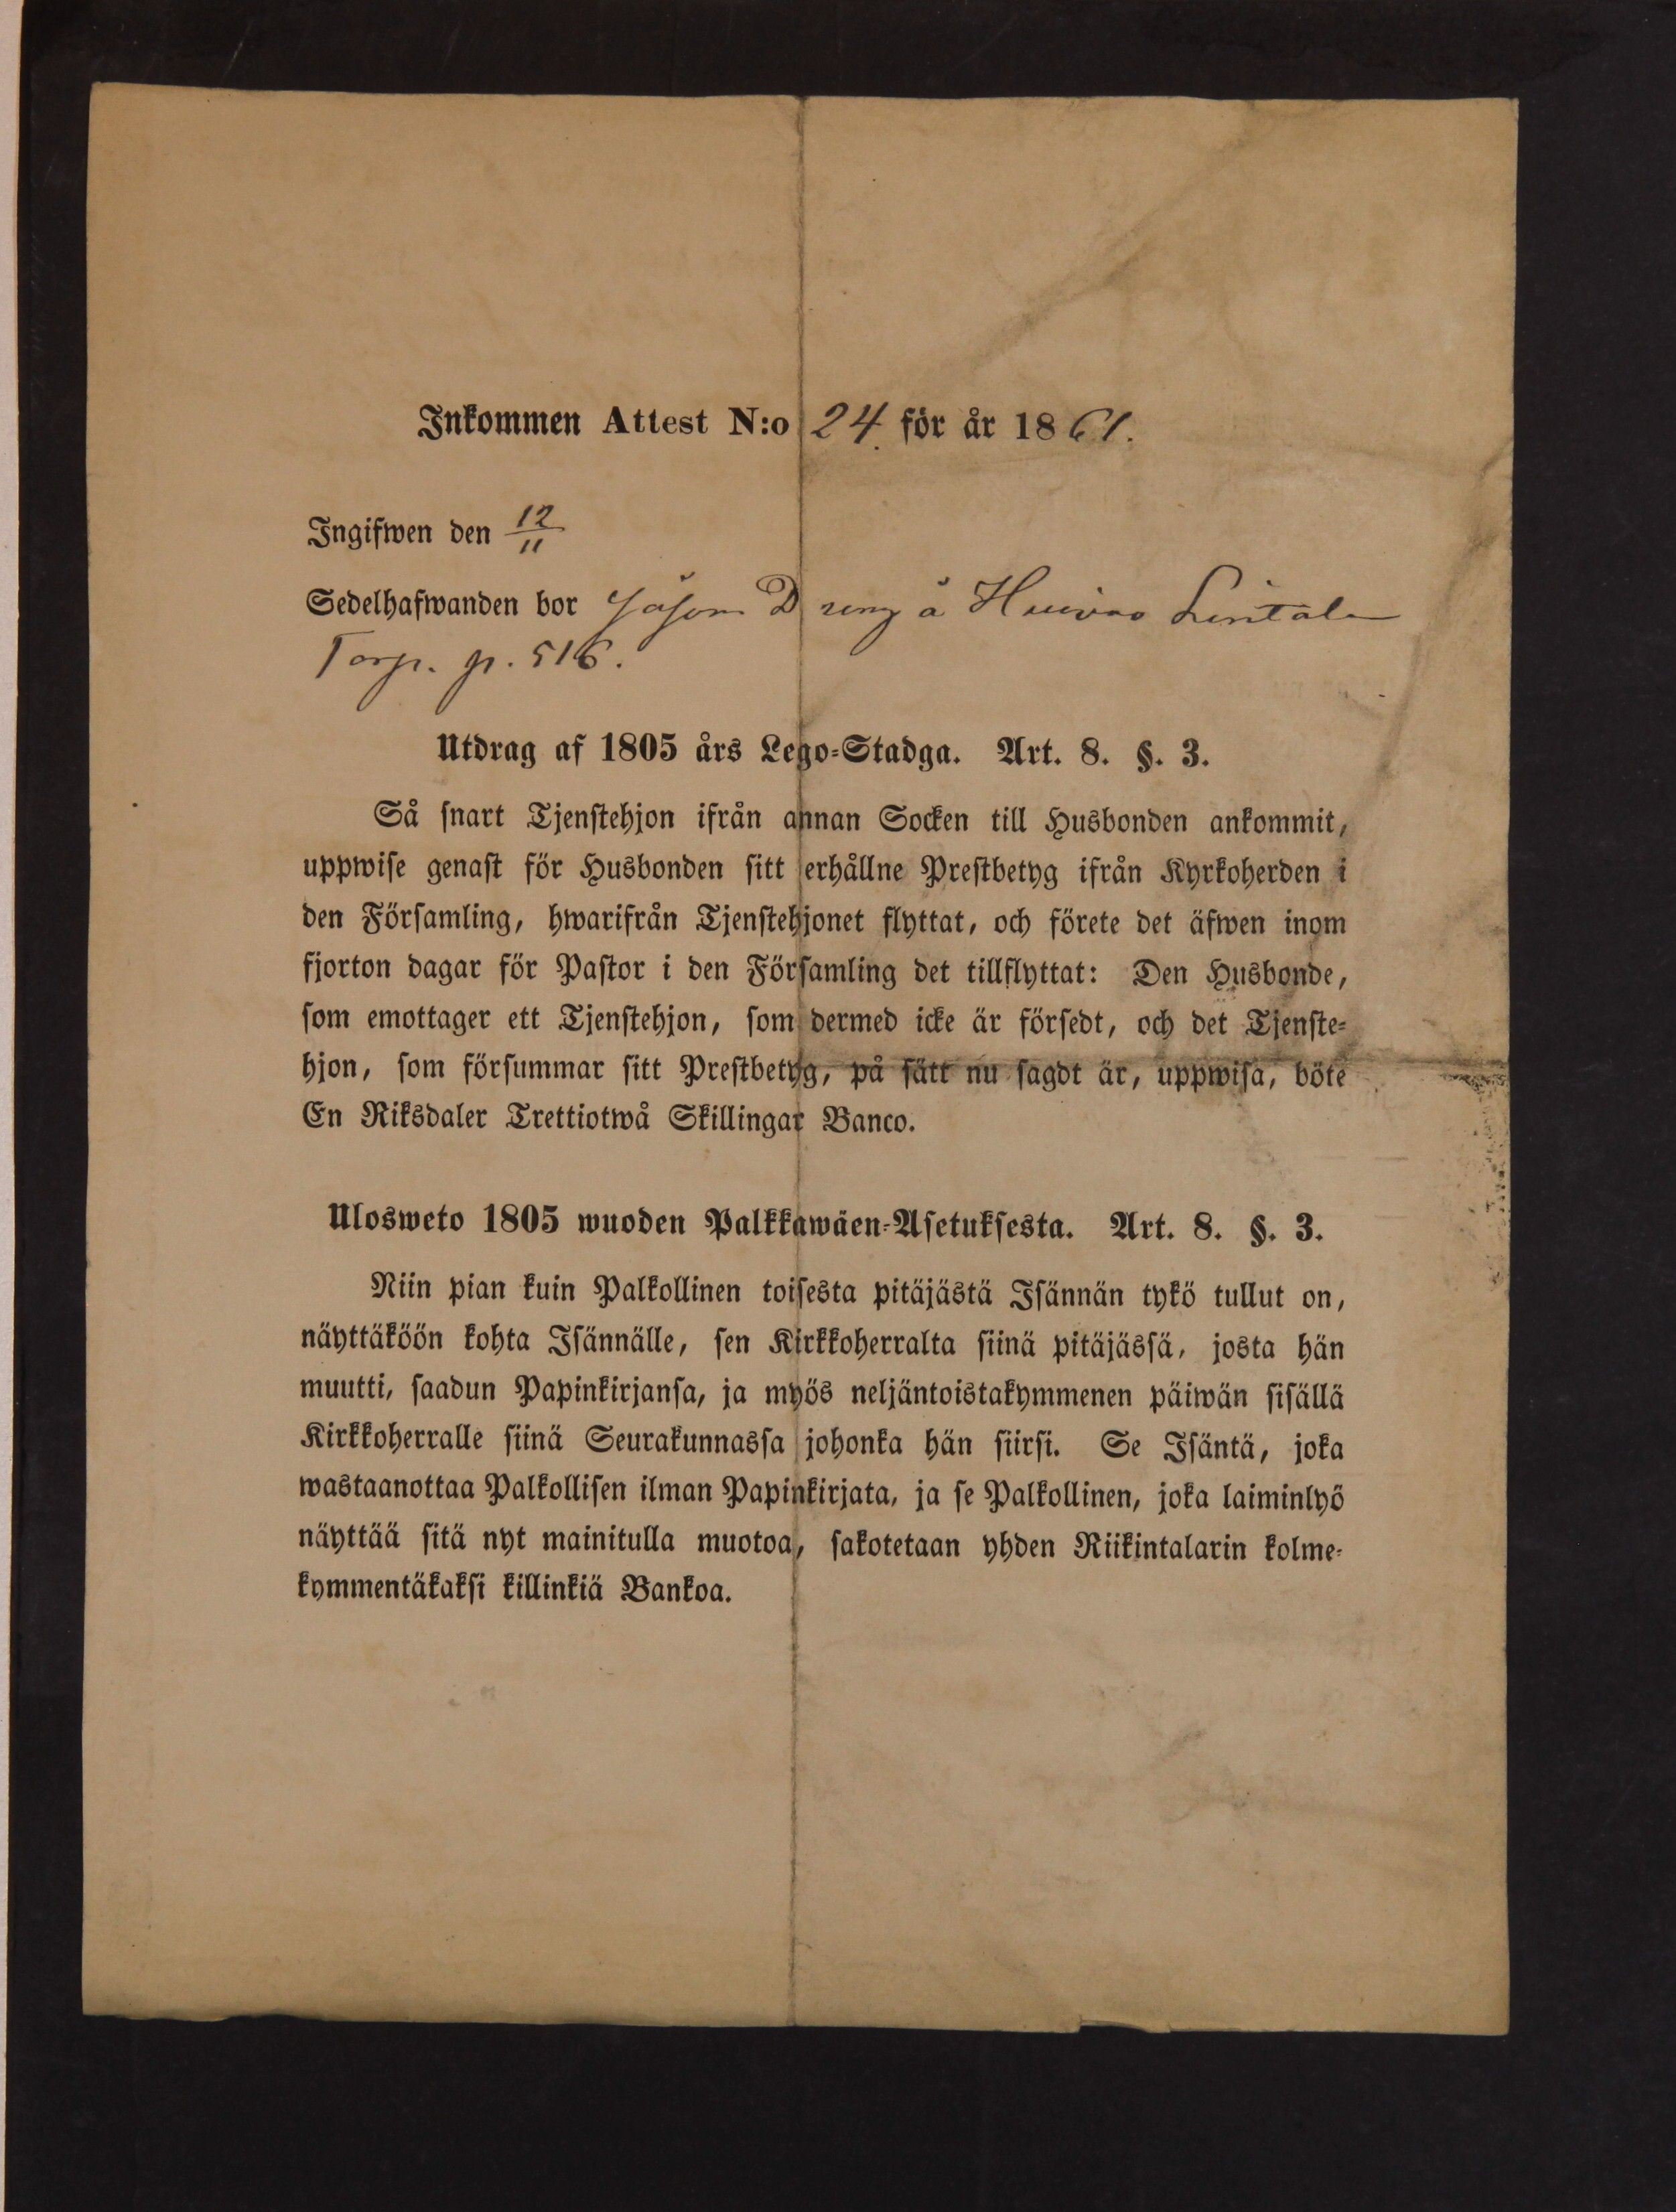 Inkommen Attest N:o 24. för år 1861.
Ingifwen den 12/11
Sedelhafwanden bor såsom Dreng å Lintala
Torp. p. 516.
Utdrag af 1805 års Lego-Stadga. Art. 8. §. 3.
Så snart Tjenstehjon ifrån annan Socken till Husbonden ankommit,
uppwise genast för Husbonden sitt erhållne Prestbetyg ifrån Kyrkoherden i
den Församling, hwarifrån Tjenstehjonet flyttat, och förete det äfwen inom
fjorton dagar för Pastor i den Församling det tillflyttat: Den Husbonde,
som emottager ett Tjenstehjon, som dermed icke är försedt, och det Tjenste-
hjon, som försummar sitt Prestbetyg, på sätt nu sagdt är, uppwisa, böte
En Riksdaler Trettiotwå Skillingar Banco.
Ulosweto 1805 wuoden Palkkawäen-Asetuksesta. Art. 8. §. 3.
Niin pian kuin Palkollinen toisesta pitäjästä Isännän tykö tullut on,
näyttäköön kohta Isännälle, sen Kirkkoherralta siinä pitäjässä, josta hän
muutti, saadun Papinkirjansa, ja myös neljäntoistakymmenen päiwän sisällä
Kirkkoherralle siinä Seurakunnassa johonka hän siirsi. Se Isäntä, joka
wastaanottaa Palkollisen ilman Papinkirjata, ja se Palkollinen, joka laiminlyö
näyttää sitä nyt mainitulla muotoa, sakotetaan yhden Riikintalarin kolme-
kymmentäkaksi killinkiä Bankoa.